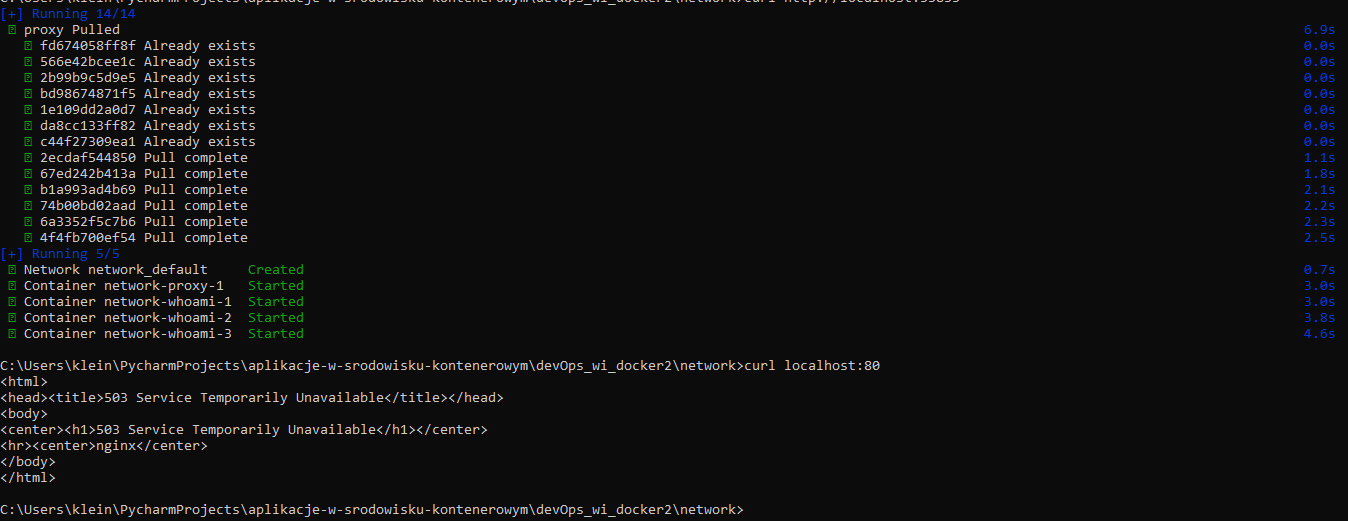 [+] Running 14/14
proxy Pulled 6.9s
fd674058ff8f Already exists 0.0s
566e42bcee1c Already exists 0.0s
2b99b9c5d9e5 Already exists 0.0s
bd98674871f5 Already exists 0.0s
1e109dd2a0d7 Already exists 0.0s
da8cc133ff82 Already exists 0.0s
c44f27309ea1 Already exists 0.0s
2ecdaf544850 Pull complete 1.1s
67ed242b413a Pull complete 1.8s
b1a993ad4b69 Pull complete 2.1s
74b00bd02aad Pull complete 2.2s
6a3352f5c7b6 Pull complete 2.3s
4f4fb700ef54 Pull complete 2.5s
[+] Running 5/5
Network network_default Created 0.7s
Container network-proxy-1 Started 3.0s
Container network-whoami-1 Started 3.0s
Container network-whoami-2 Started 3.8s
Container network-whoami-3 Started 4.6s
C:\Users\klein\PycharmProjects\aplikacje-w-srodowisku-kontenerowym\devOps_wi_docker2\network>curl localhost:80
<html>
<head><title>503 Service Temporarily Unavailable</title></head>
<body>
<center><h1>503 Service Temporarily Unavailable</h1></center>
<hr><center>nginx</center>
</body>
</html>
C:\Users\klein\PycharmProjects\aplikacje-w-srodowisku-kontenerowym\devOps_wi_docker2\network>